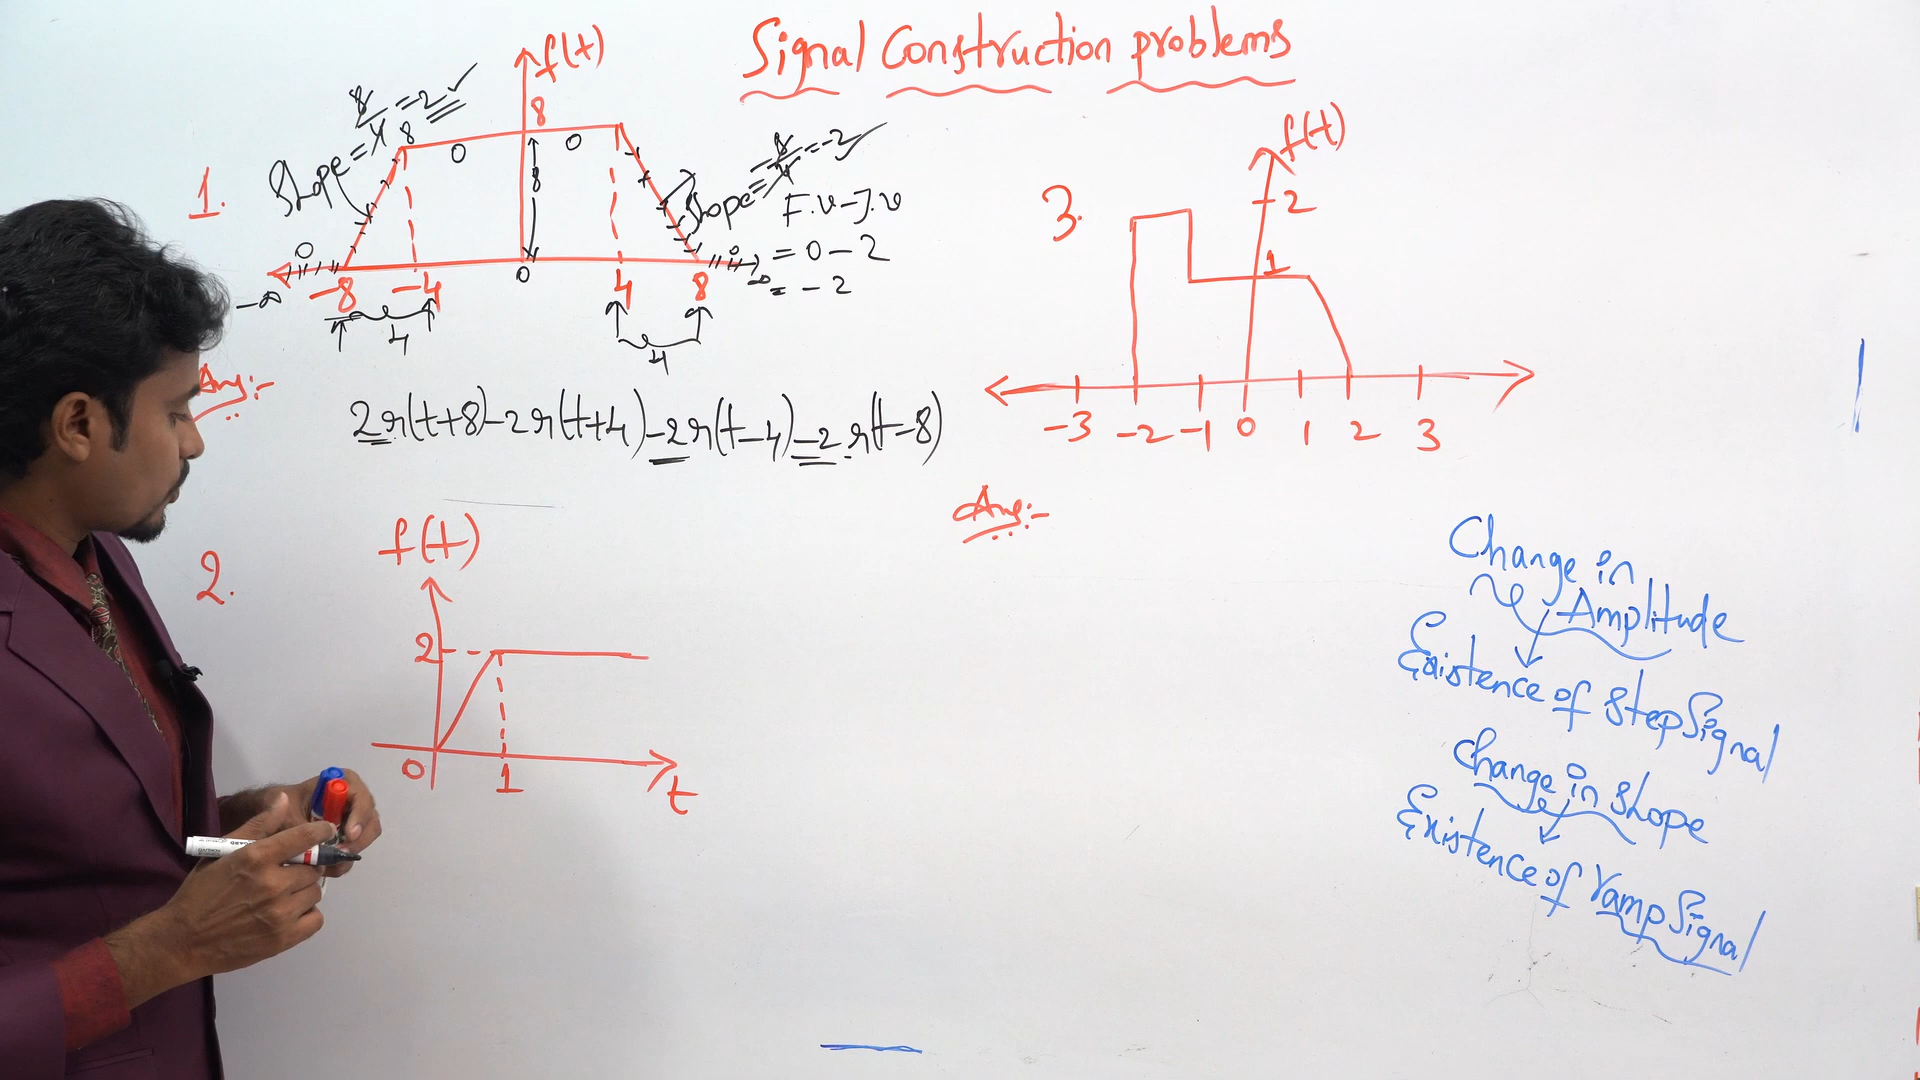 Signal Construction problems
1.
f(t)
8
8
Slope = 8/4 = 2
0
0
8
Slope = -8/4 = -2
F.V - I.V
= 0 - 2
= - 2
0
0
-∞
∞
-8
-4
0
4
8
4
4
Ans:-
2r(t+8)-2r(t+4)-2r(t-4)-2r(t-8)
2.
f(t)
2
0
1
t
3.
f(t)
2
1
-3 -2 -1 0 1 2 3
Ans:-
Change in
Amplitude
Existence of Step Signal
Change in slope
Existence of ramp Signal